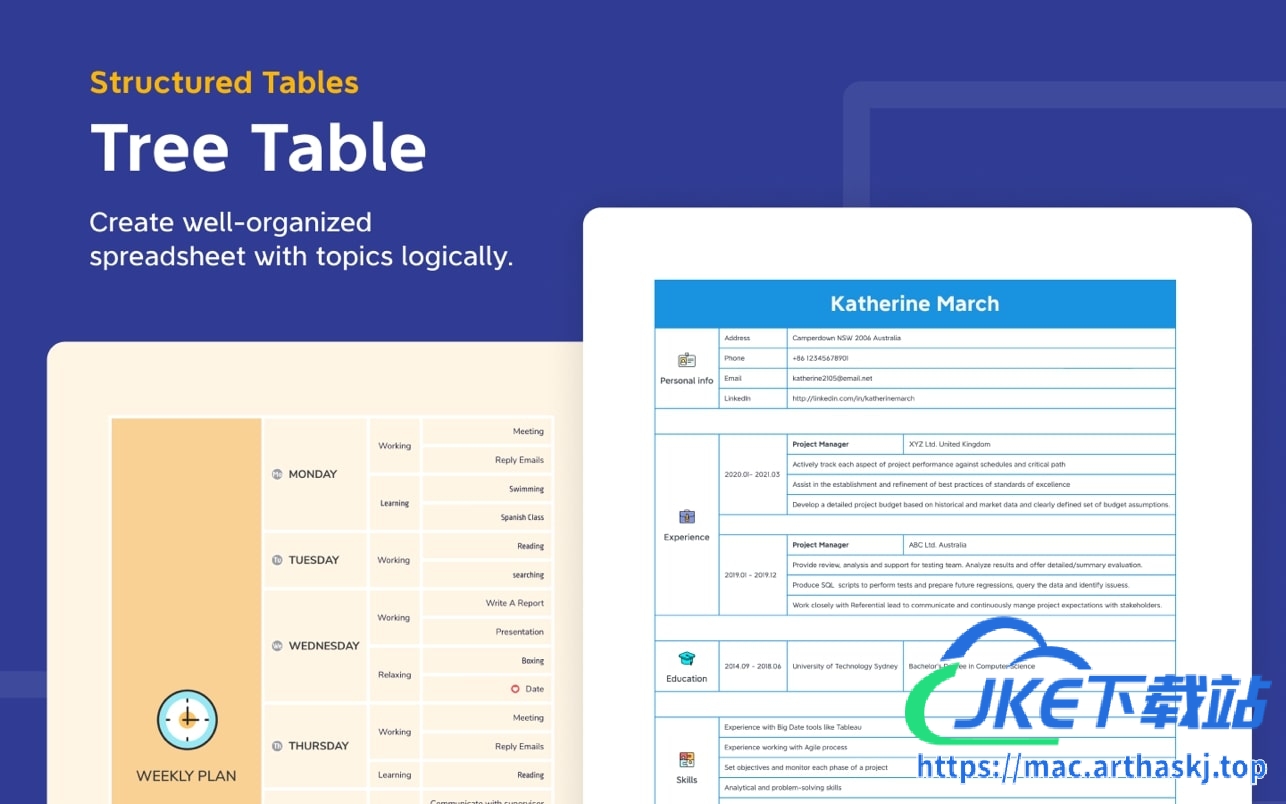 Structured Tables
Tree Table
Create well-organized
spreadsheet with topics logically.
WEEKLY PLAN
Mo MONDAY
Working
Meeting
Reply Emails
Learning
Swimming
Spanish Class
Tu TUESDAY
Working
Reading
searching
We WEDNESDAY
Working
Write A Report
Presentation
Relaxing
Boxing
Date
Th THURSDAY
Working
Meeting
Reply Emails
Learning
Reading
Communicate with supervisor
Katherine March
Personal info
Address Camperdown NSW 2006 Australia
Phone +86 12345678901
Email katherine2105@email.net
LinkedIn http://linkedin.com/in/katherinemarch
Experience
2020.01- 2021.03
Project Manager XYZ Ltd. United Kingdom
Actively track each aspect of project performance against schedules and critical path
Assist in the establishment and refinement of best practices of standards of excellence
Develop a detailed project budget based on historical and market data and clearly defined set of budget assumptions.
2019.01 - 2019.12
Project Manager ABC Ltd. Australia
Provide review, analysis and support for testing team. Analyze results and offer detailed/summary evaluation.
Produce SQL scripts to perform tests and prepare future regressions, query the data and identify issuess.
Work closely with Referential lead to communicate and continuously mange project expectations with stakeholders.
Education
2014.09 - 2018.06 University of Technology Sydney Bachelor's Degree in Computer Science
Skills
Experience with Big Date tools like Tableau
Experience working with Agile process
Set objectives and monitor each phase of a project
Analytical and problem-solving skills
JKE下载站
https://mac.arthaskj.top